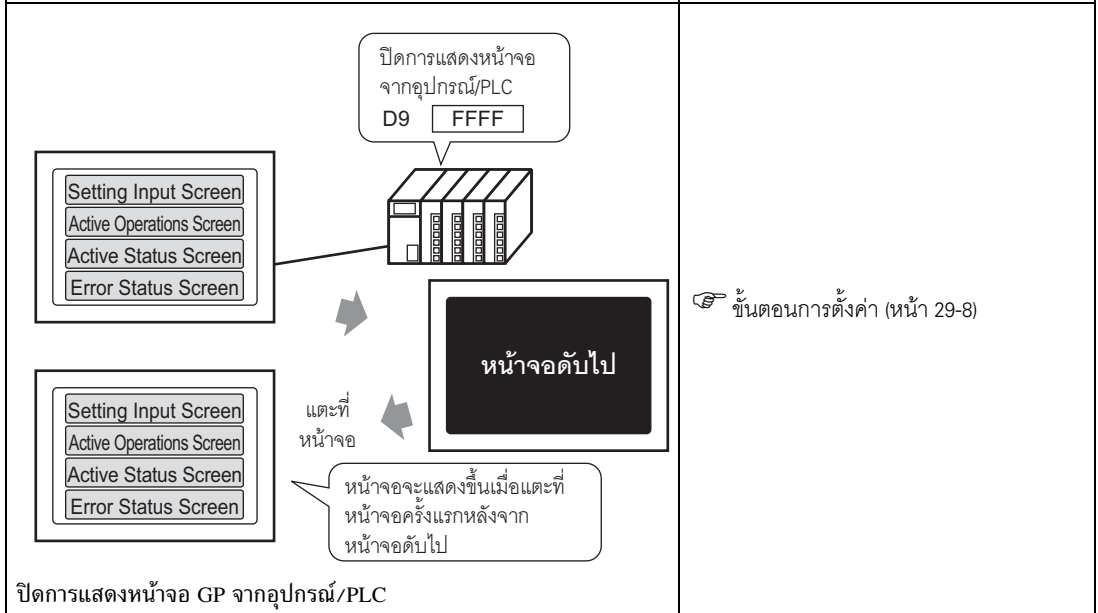 ปิดการแสดงหน้าจอ
จากอุปกรณ์/PLC
D9 FFFF
Setting Input Screen
Active Operations Screen
Active Status Screen
Error Status Screen
หน้าจอดับไป
แตะที่
หน้าจอ
Setting Input Screen
Active Operations Screen
Active Status Screen
Error Status Screen
หน้าจอจะแสดงขึ้นเมื่อแตะที่
หน้าจอครั้งแรกหลังจาก
หน้าจอดับไป
ปิดการแสดงหน้าจอ GP จากอุปกรณ์/PLC
ขั้นตอนการตั้งค่า (หน้า 29-8)